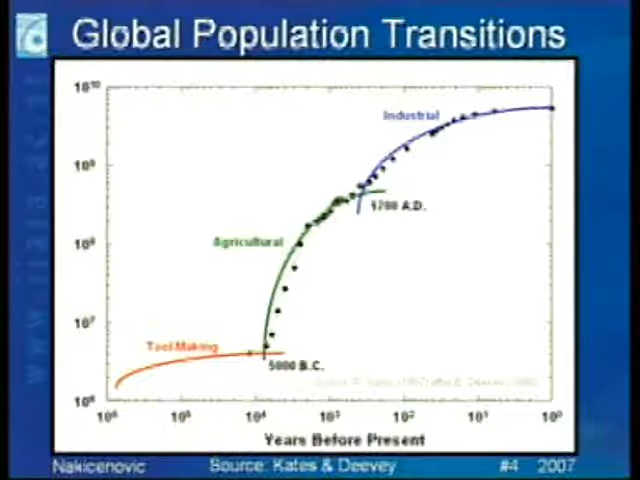 Global Population Transitions
10¹⁰
Industrial
10⁹
1700 A.D.
Agricultural
10⁸
10⁷
Tool Making
5000 B.C.
10⁶
10⁶ 10⁵ 10⁴ 10³ 10² 10¹ 10⁰
Years Before Present
Nakicenovic Source: Kates & Deevey #4 2007